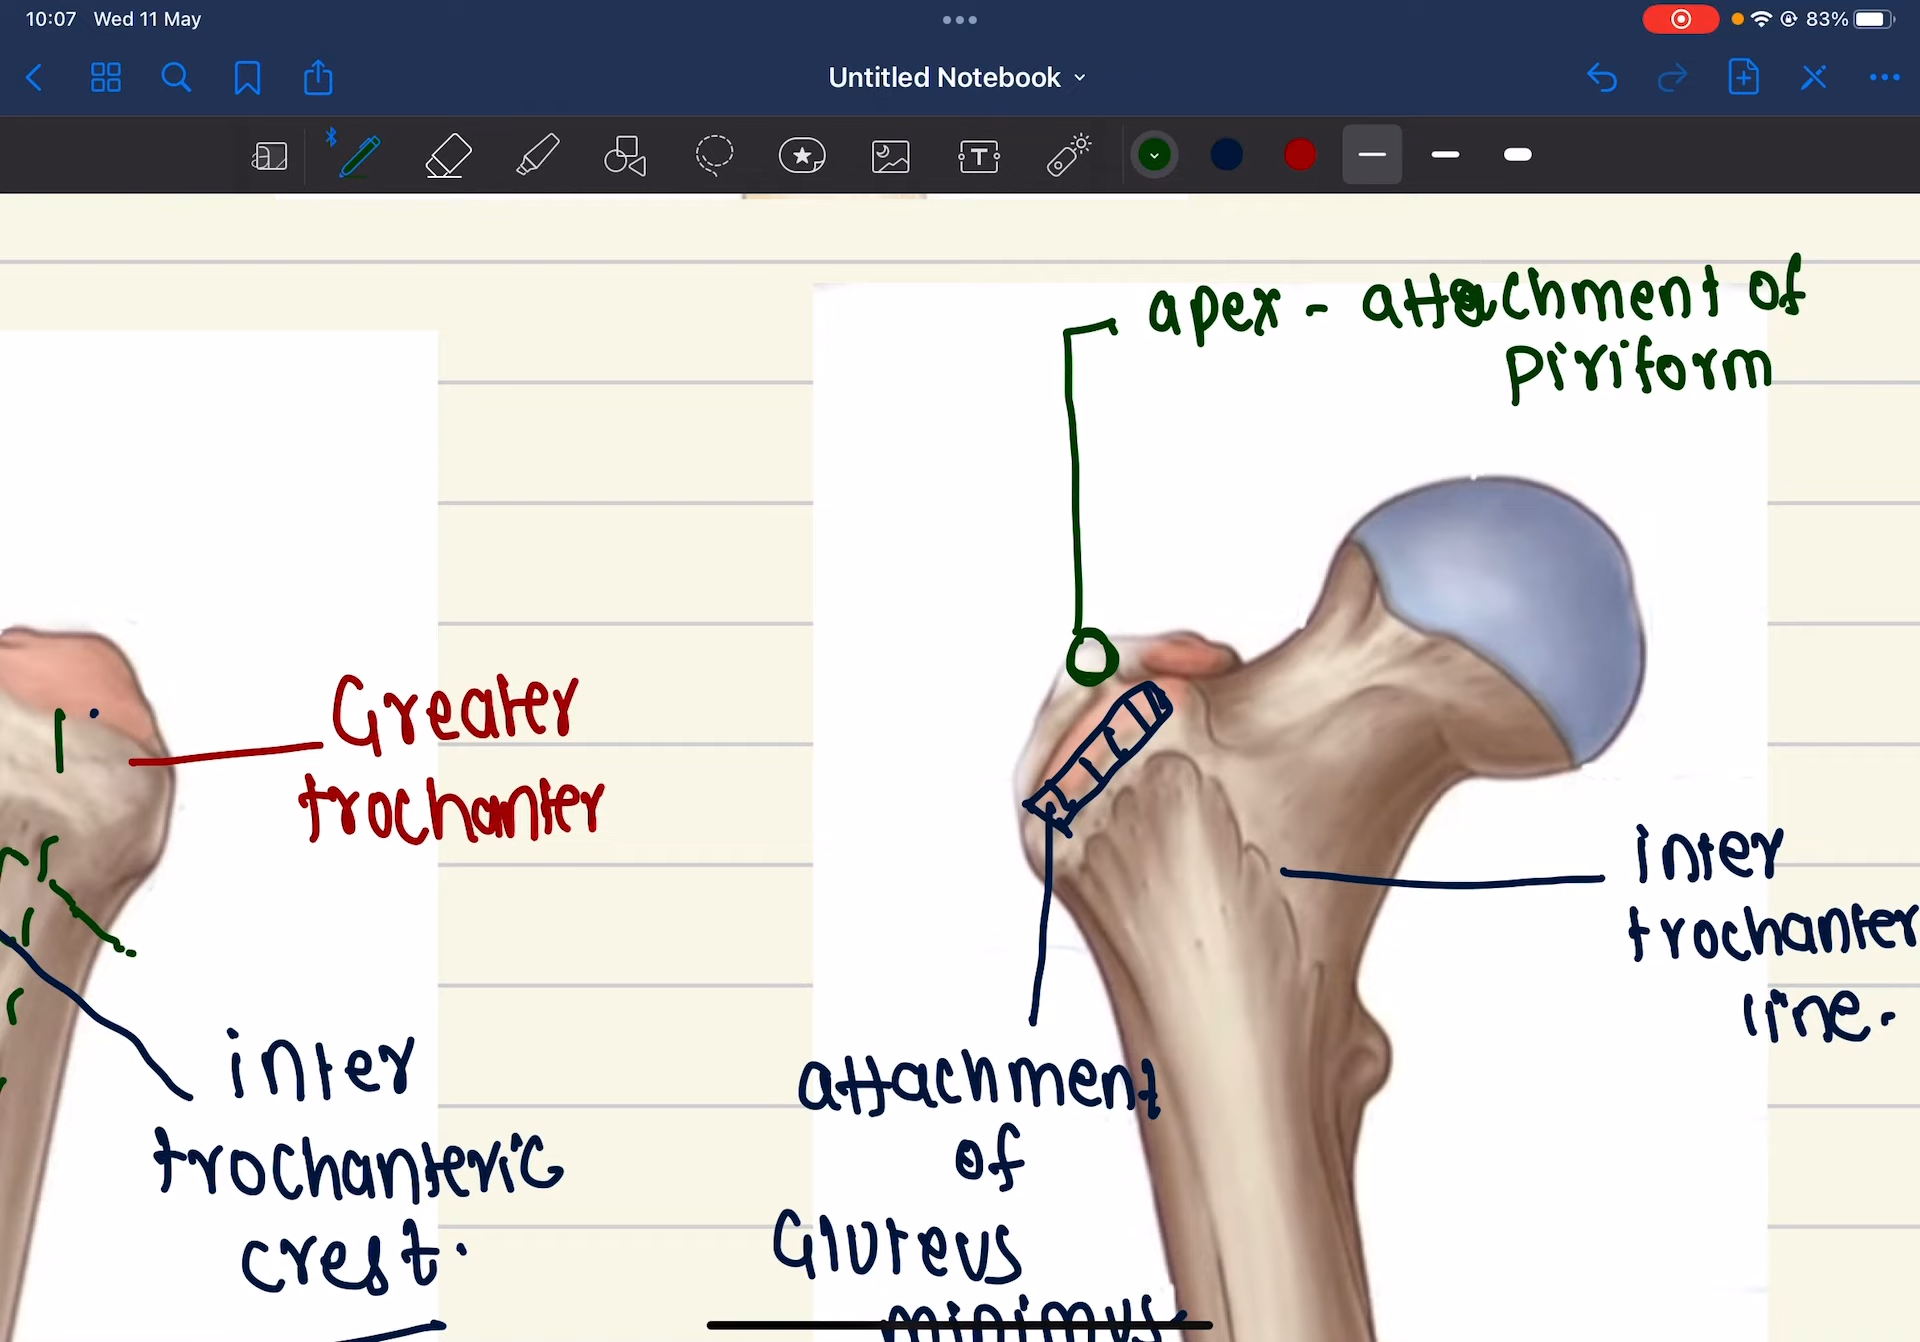 10:07 Wed 11 May
83%
Untitled Notebook
T
apex - attachment of
piriform
Greater
trochanter
inter
trochanter
line.
inter
trochanteric
crest.
attachment
of
Gluteus
minimus